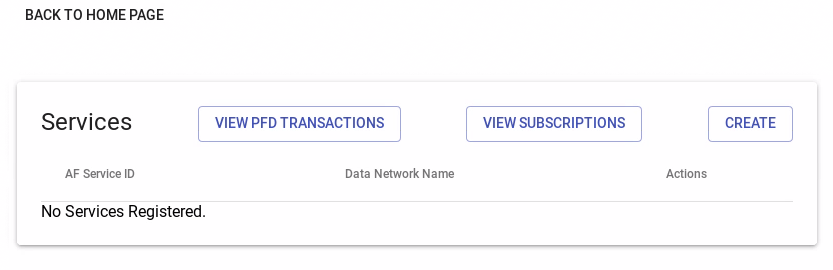 BACK TO HOME PAGE
Services VIEW PFD TRANSACTIONS VIEW SUBSCRIPTIONS CREATE
AF Service ID Data Network Name Actions
No Services Registered.